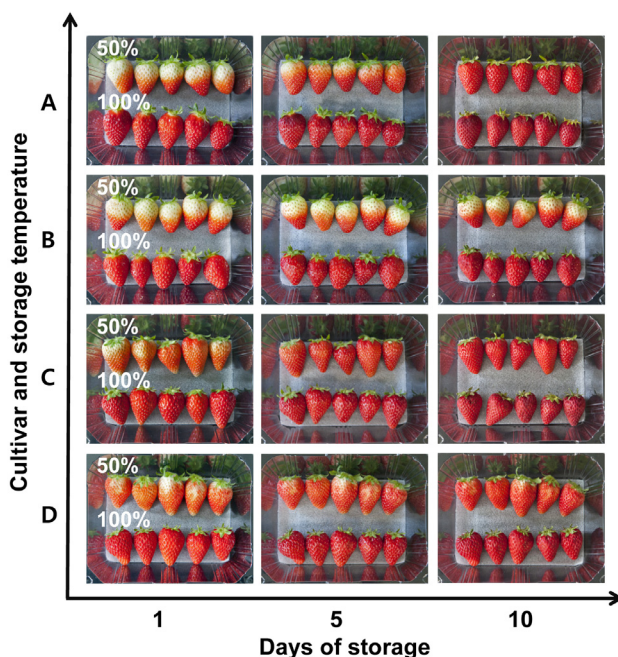 Cultivar and storage temperature
A
50%
100%
B
50%
100%
C
50%
100%
D
50%
100%
1
5
10
Days of storage